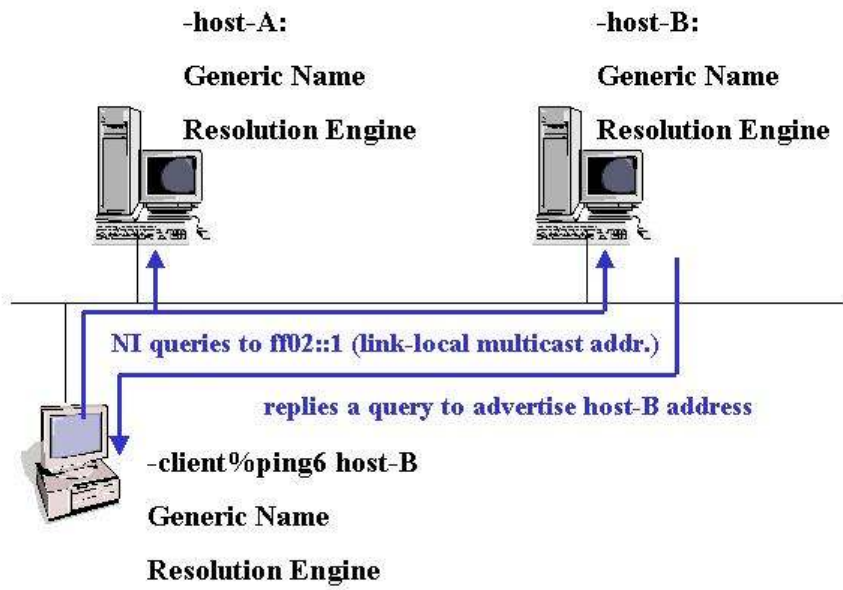 -host-A:
Generic Name
Resolution Engine
-host-B:
Generic Name
Resolution Engine
NI queries to ff02::1 (link-local multicast addr.)
replies a query to advertise host-B address
-client%ping6 host-B
Generic Name
Resolution Engine